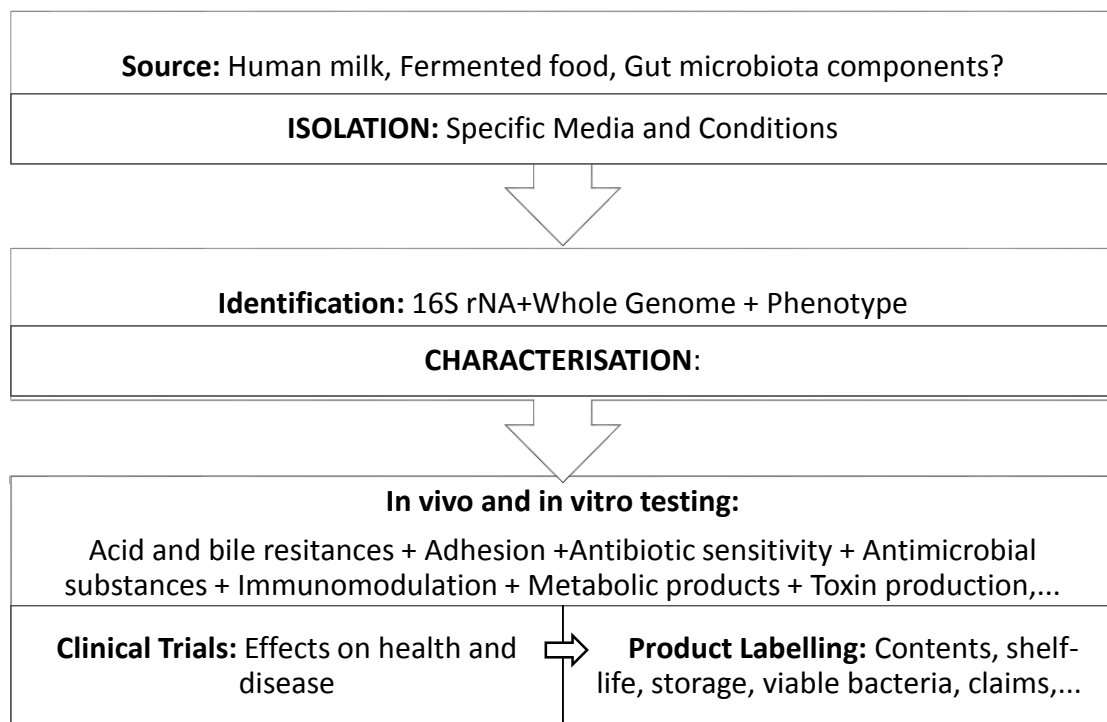 Source: Human milk, Fermented food, Gut microbiota components?
ISOLATION: Specific Media and Conditions
Identification: 16S rNA+Whole Genome + Phenotype
CHARACTERISATION:
In vivo and in vitro testing:
Acid and bile resitances + Adhesion +Antibiotic sensitivity + Antimicrobial
substances + Immunomodulation + Metabolic products + Toxin production,...
Clinical Trials: Effects on health and
disease
Product Labelling: Contents, shelf-
life, storage, viable bacteria, claims,...